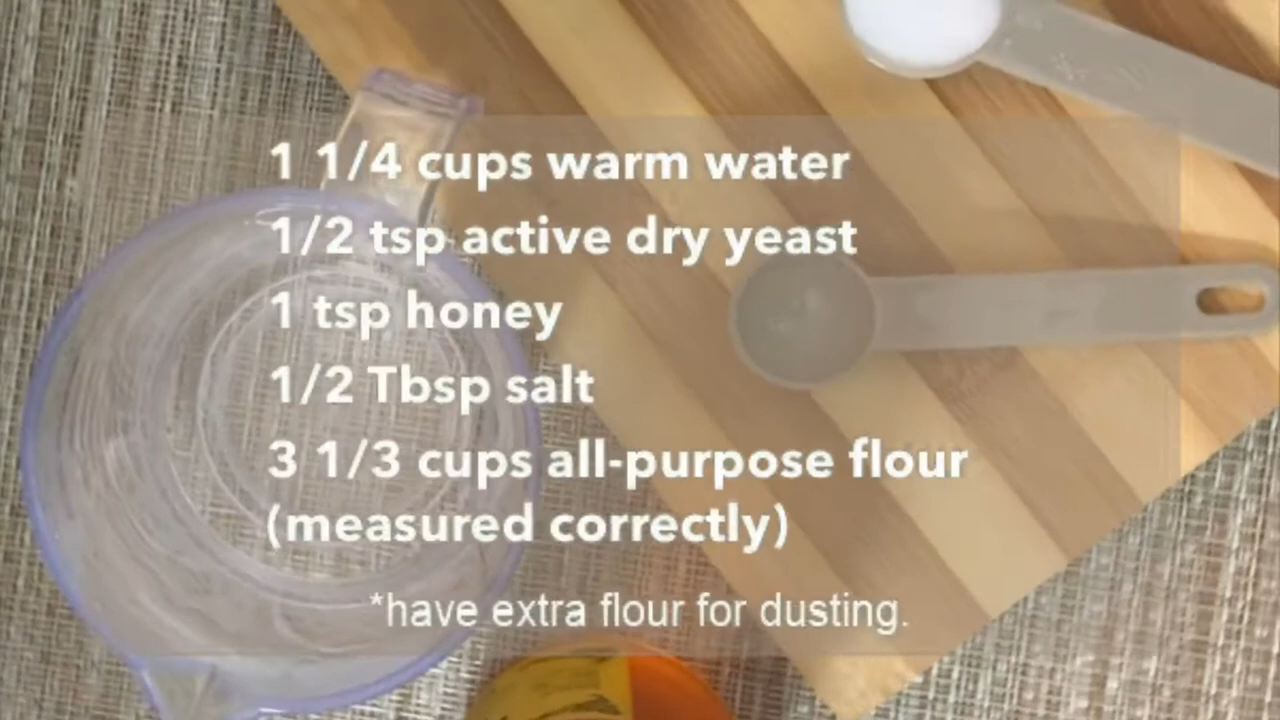 1 1/4 cups warm water
1/2 tsp active dry yeast
1 tsp honey
1/2 Tbsp salt
3 1/3 cups all-purpose flour
(measured correctly)
*have extra flour for dusting.